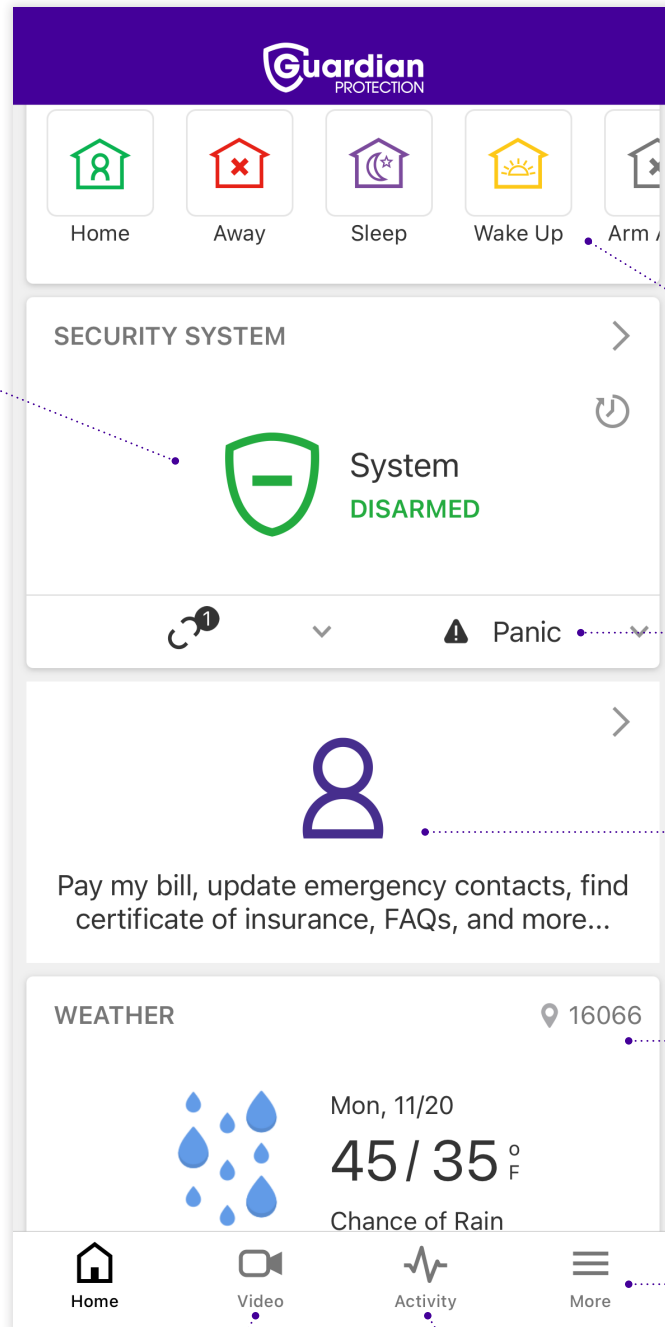 Guardian
PROTECTION
Home Away Sleep Wake Up Arm
SECURITY SYSTEM
System
DISARMED
1
Panic
Pay my bill, update emergency contacts, find
certificate of insurance, FAQs, and more...
WEATHER 16066
Mon, 11/20
45/35 °F
Chance of Rain
Home Video Activity More